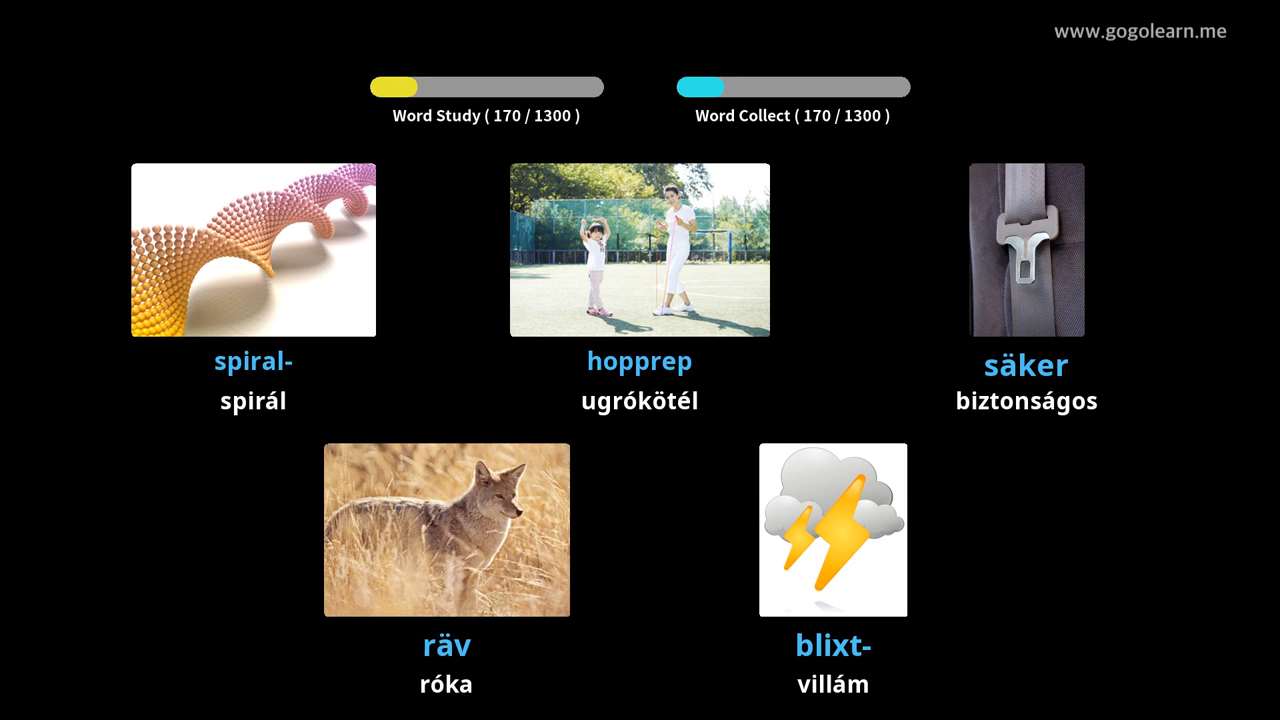 www.gogolearn.me
Word Study ( 170 / 1300 )
Word Collect ( 170 / 1300 )
spiral-
spirál
hopprep
ugrókötél
säker
biztonságos
räv
róka
blixt-
villám